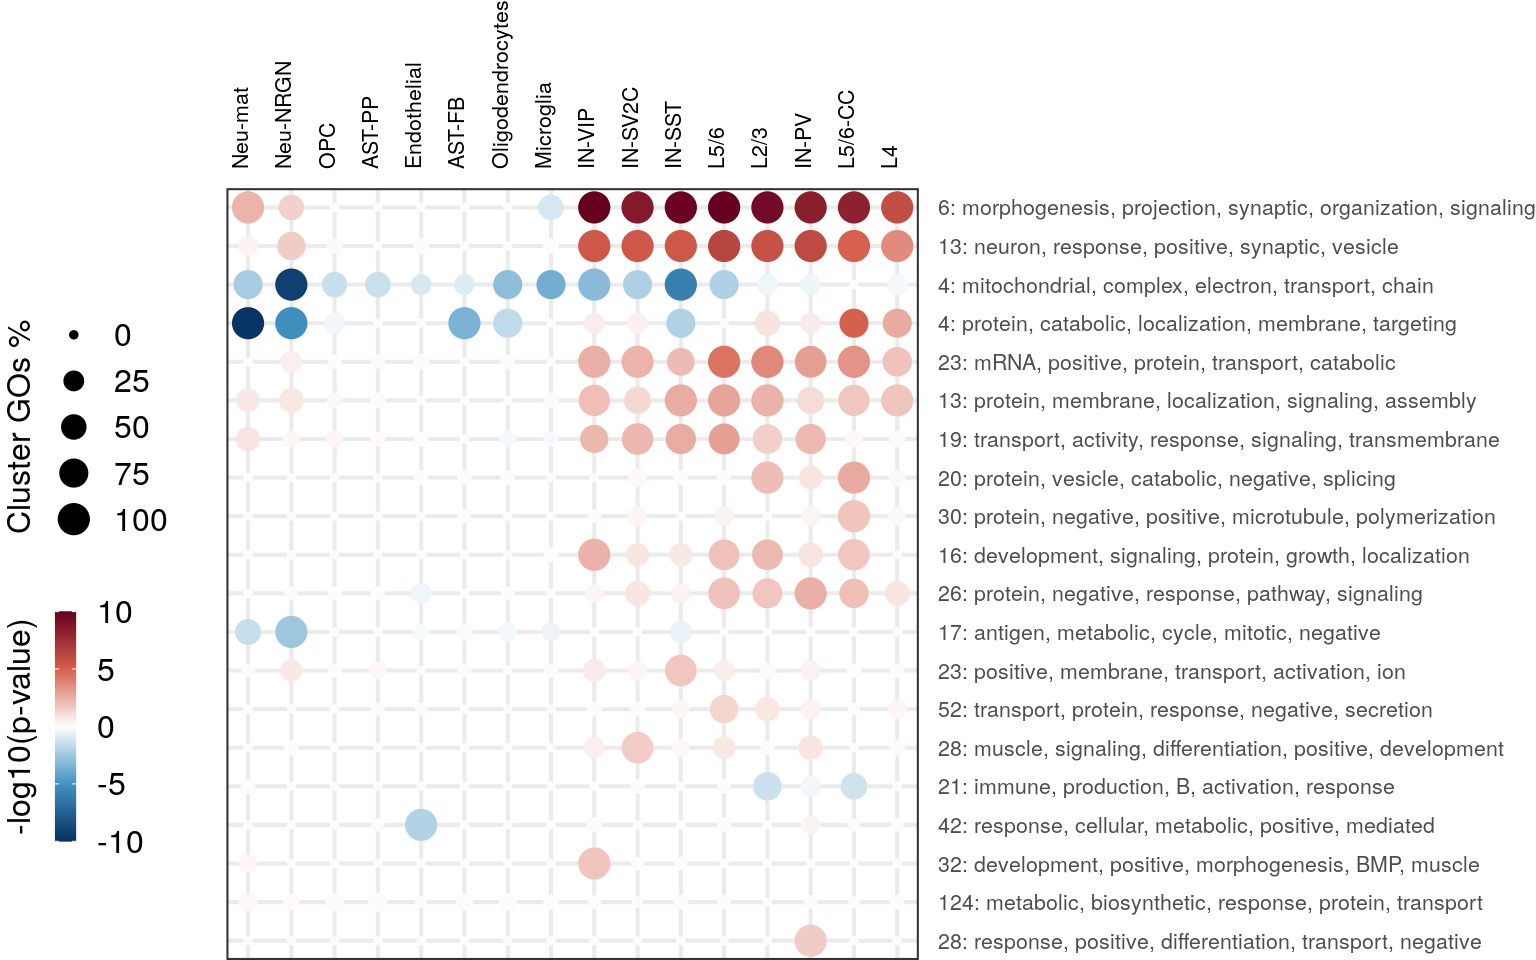 Neu-mat
Neu-NRGN
OPC
AST-PP
Endothelial
AST-FB
Oligodendrocytes
Microglia
IN-VIP
IN-SV2C
IN-SST
L5/6
L2/3
IN-PV
L5/6-CC
L4
6: morphogenesis, projection, synaptic, organization, signaling
13: neuron, response, positive, synaptic, vesicle
4: mitochondrial, complex, electron, transport, chain
4: protein, catabolic, localization, membrane, targeting
23: mRNA, positive, protein, transport, catabolic
13: protein, membrane, localization, signaling, assembly
19: transport, activity, response, signaling, transmembrane
20: protein, vesicle, catabolic, negative, splicing
30: protein, negative, positive, microtubule, polymerization
16: development, signaling, protein, growth, localization
26: protein, negative, response, pathway, signaling
17: antigen, metabolic, cycle, mitotic, negative
23: positive, membrane, transport, activation, ion
52: transport, protein, response, negative, secretion
28: muscle, signaling, differentiation, positive, development
21: immune, production, B, activation, response
42: response, cellular, metabolic, positive, mediated
32: development, positive, morphogenesis, BMP, muscle
124: metabolic, biosynthetic, response, protein, transport
28: response, positive, differentiation, transport, negative
Cluster GOs %
0
25
50
75
100
-log10(p-value)
10
5
0
-5
-10